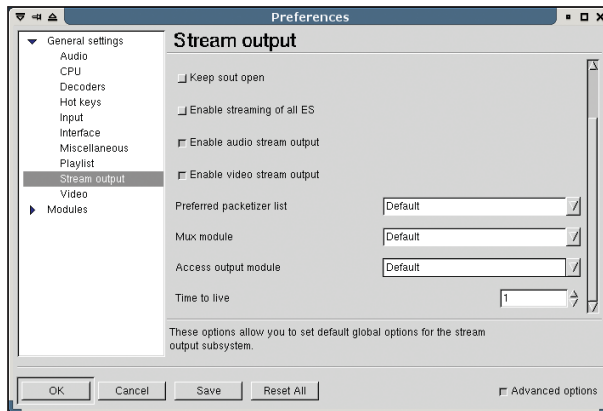 Preferences
General settings
Audio
CPU
Decoders
Hot keys
Input
Interface
Miscellaneous
Playlist
Stream output
Video
Modules
Stream output
Keep sout open
Enable streaming of all ES
Enable audio stream output
Enable video stream output
Preferred packetizer list
Default
Mux module
Default
Access output module
Default
Time to live
1
These options allow you to set default global options for the stream
output subsystem.
OK
Cancel
Save
Reset All
Advanced options